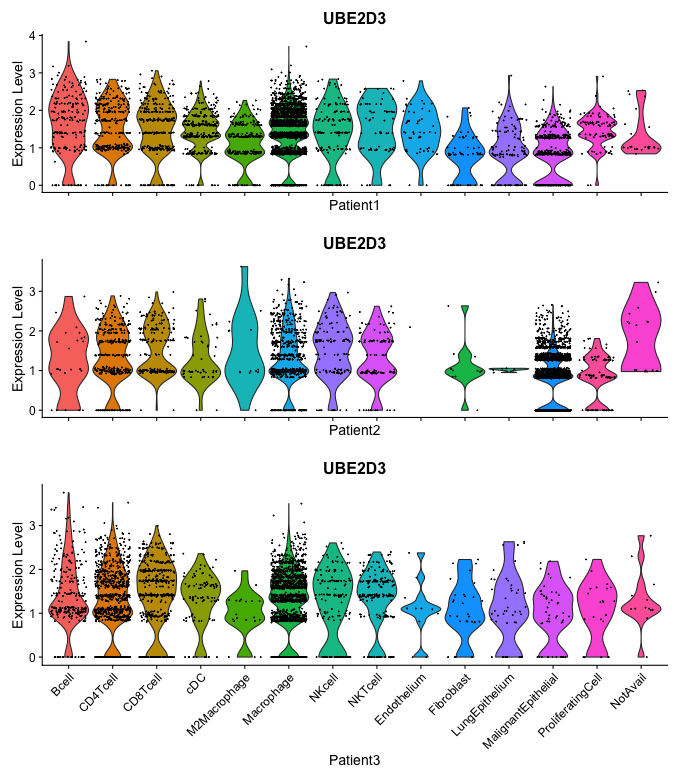 UBE2D3
Expression Level
4
3
2
1
0
Patient1
UBE2D3
Expression Level
3
2
1
0
Patient2
UBE2D3
Expression Level
3
2
1
0
Bcell
CD4Tcell
CD8Tcell
cDC
M2Macrophage
Macrophage
NKcell
NKTcell
Endothelium
Fibroblast
LungEpithelium
MalignantEpithelial
ProliferatingCell
NotAvail
Patient3